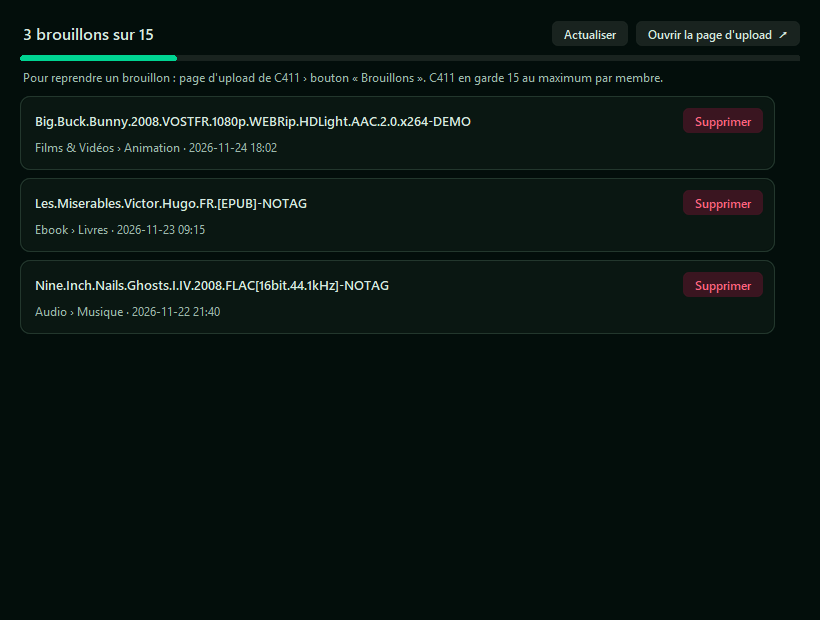 3 brouillons sur 15
Actualiser
Ouvrir la page d'upload ↗
Pour reprendre un brouillon : page d'upload de C411 › bouton « Brouillons ». C411 en garde 15 au maximum par membre.
Big.Buck.Bunny.2008.VOSTFR.1080p.WEBRip.HDLight.AAC.2.0.x264-DEMO
Supprimer
Films & Vidéos › Animation · 2026-11-24 18:02
Les.Miserables.Victor.Hugo.FR.[EPUB]-NOTAG
Supprimer
Ebook › Livres · 2026-11-23 09:15
Nine.Inch.Nails.Ghosts.I.IV.2008.FLAC[16bit.44.1kHz]-NOTAG
Supprimer
Audio › Musique · 2026-11-22 21:40